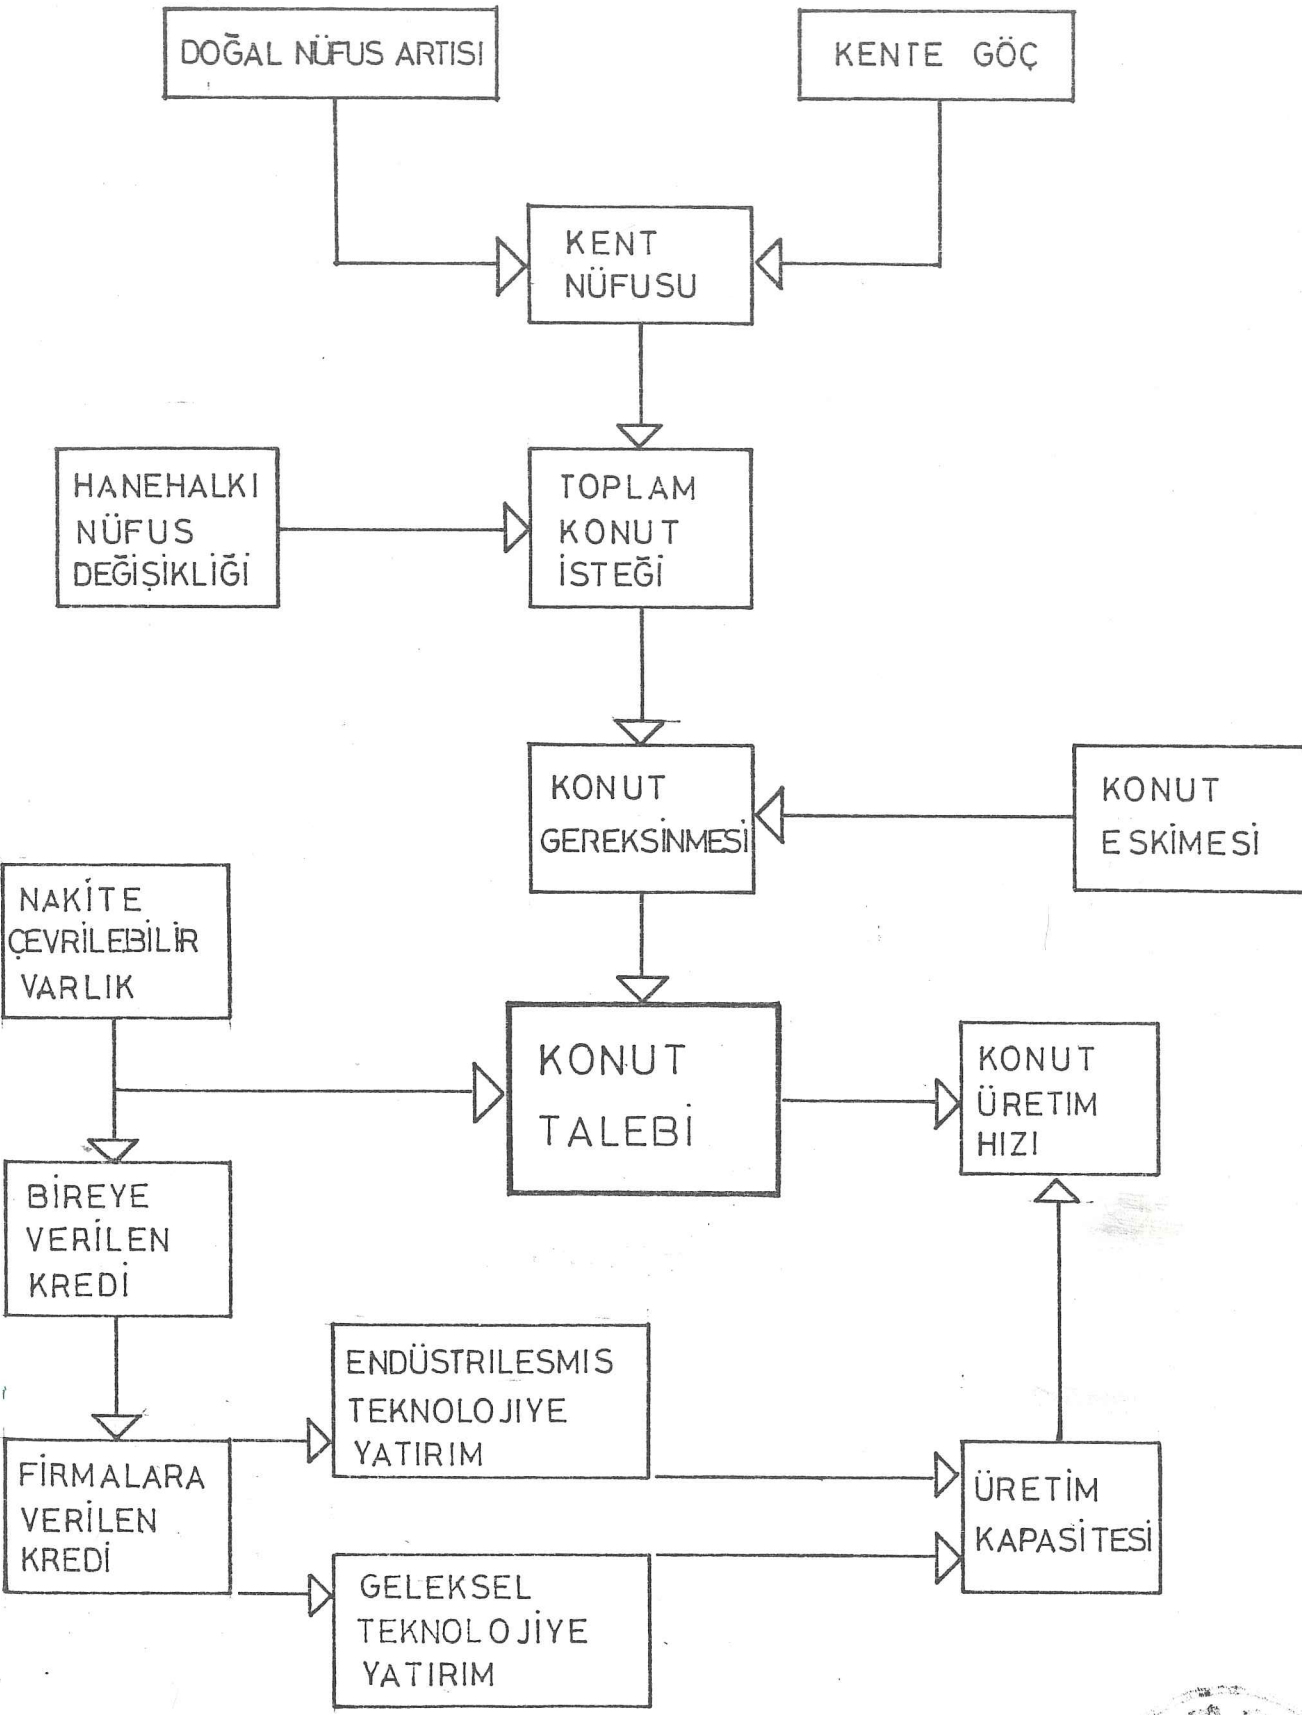 DOĞAL NÜFUS ARTISI
KENTE GÖÇ
KENT
NÜFUSU
HANEHALKI
NÜFUS
DEĞİŞİKLİĞİ
TOPLAM
KONUT
İSTEĞİ
KONUT
GEREKSİNMESİ
KONUT
ESKİMESİ
NAKİTE
ÇEVRİLEBİLİR
VARLIK
KONUT
TALEBİ
KONUT
ÜRETIM
HIZI
BİREYE
VERİLEN
KREDİ
ENDÜSTRILESMIS
TEKNOLOJIYE
YATIRIM
FİRMALARA
VERİLEN
KREDİ
ÜRETİM
KAPASİTESİ
GELEKSEL
TEKNOLOJİYE
YATIRIM